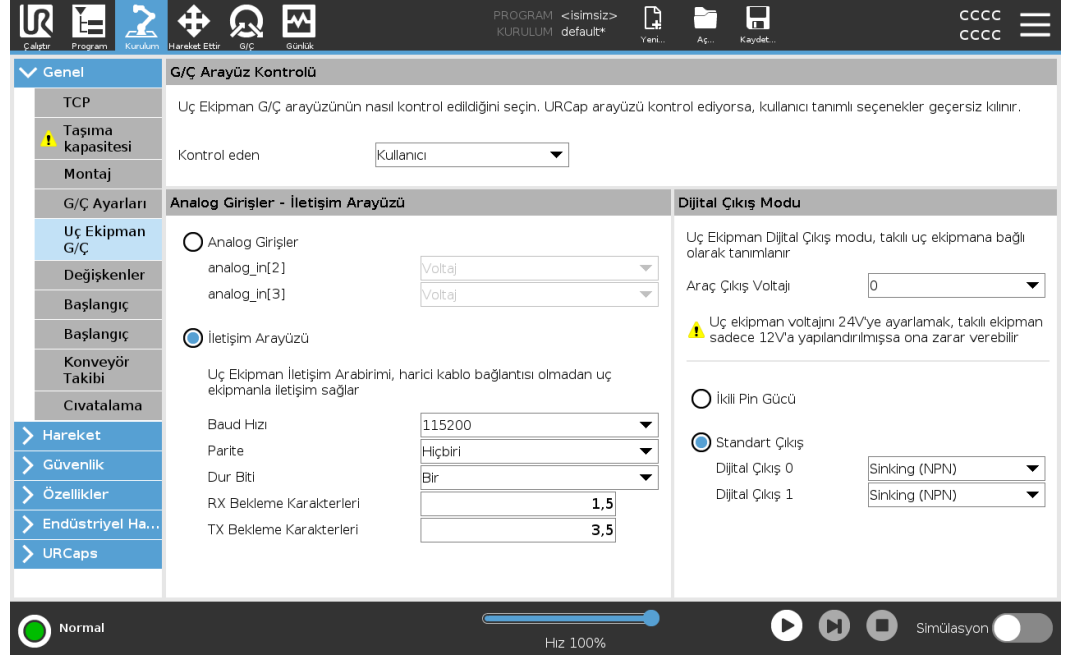 PROGRAM <isimsiz>
KURULUM default*
cccc
cccc
Çalıştır
Program
Kurulum
Hareket Ettir
G/Ç
Günlük
Yeni...
Aç...
Kaydet...
Genel
TCP
Taşıma
kapasitesi
Montaj
G/Ç Ayarları
Uç Ekipman
G/Ç
Değişkenler
Başlangıç
Başlangıç
Konveyör
Takibi
Cıvatalama
Hareket
Güvenlik
Özellikler
Endüstriyel Ha...
URCaps
G/Ç Arayüz Kontrolü
Uç Ekipman G/Ç arayüzünün nasıl kontrol edildiğini seçin. URCap arayüzü kontrol ediyorsa, kullanıcı tanımlı seçenekler geçersiz kılınır.
Kontrol eden Kullanıcı
Analog Girişler - İletişim Arayüzü
Analog Girişler
analog_in[2] Voltaj
analog_in[3] Voltaj
İletişim Arayüzü
Uç Ekipman İletişim Arabirimi, harici kablo bağlantısı olmadan uç
ekipmanla iletişim sağlar
Baud Hızı 115200
Parite Hiçbiri
Dur Biti Bir
RX Bekleme Karakterleri 1,5
TX Bekleme Karakterleri 3,5
Dijital Çıkış Modu
Uç Ekipman Dijital Çıkış modu, takılı uç ekipmana bağlı
olarak tanımlanır
Araç Çıkış Voltajı 0
Uç ekipman voltajını 24V'ye ayarlamak, takılı ekipman
sadece 12V'a yapılandırılmışsa ona zarar verebilir
İkili Pin Gücü
Standart Çıkış
Dijital Çıkış 0 Sinking (NPN)
Dijital Çıkış 1 Sinking (NPN)
Normal
Hız 100%
Simülasyon